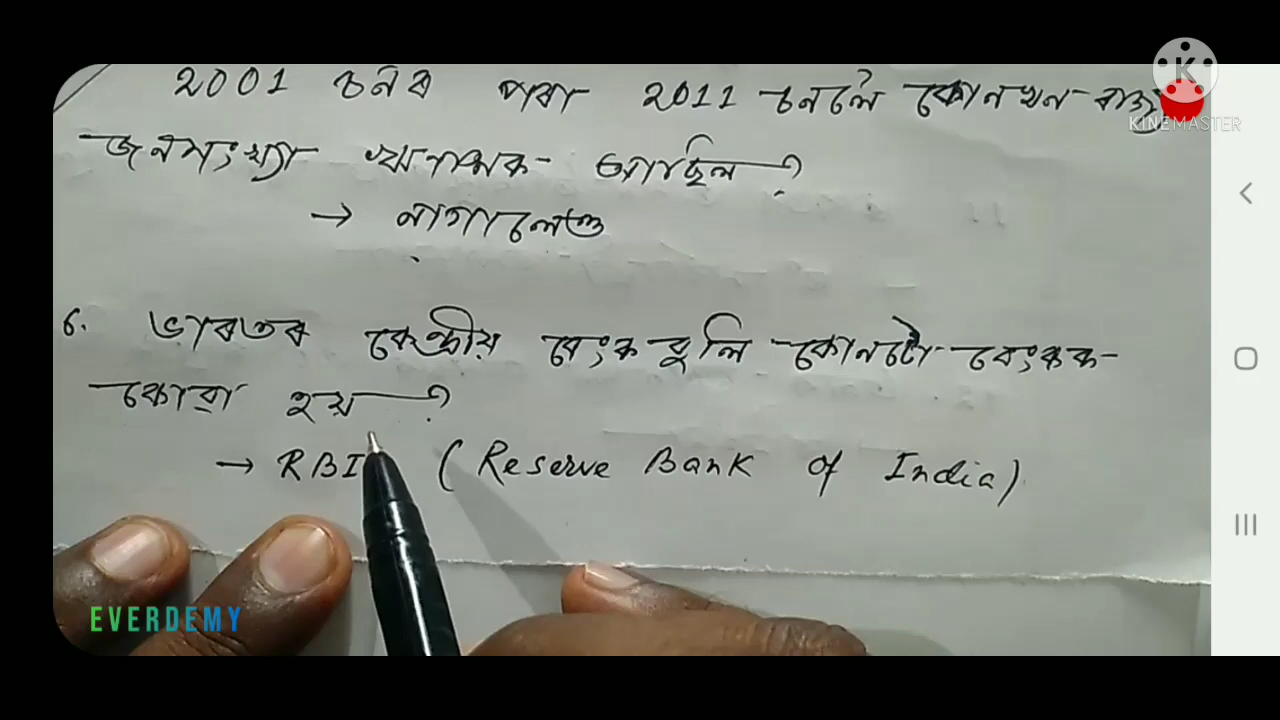 2001 চনৰ পৰা 2011 চনলৈ কোনখন ৰাজ্যৰ
জনসংখ্যা ঋণাত্মক আছিল ?
→ নাগালেণ্ড
6. ভাৰতৰ কেন্দ্ৰীয় বেংক বুলি কোনটো বেংকক
কোৱা হয় ?
→ RBI (Reserve Bank of India)
EVERDEMY
K
KINEMASTER